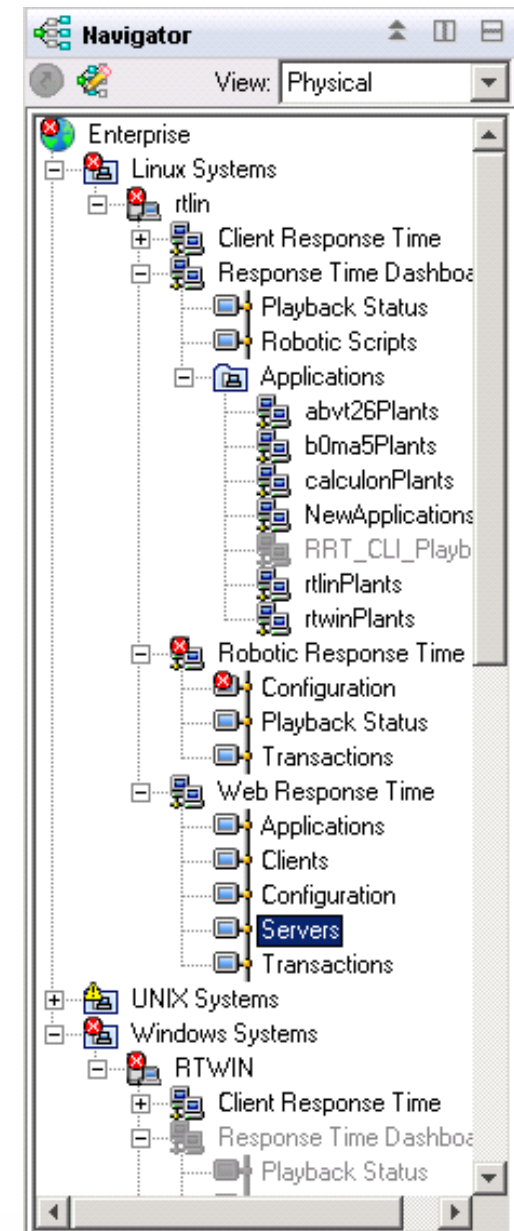 Navigator
View: Physical
Enterprise
Linux Systems
rtlin
Client Response Time
Response Time Dashboa
Playback Status
Robotic Scripts
Applications
abvt26Plants
b0ma5Plants
calculonPlants
NewApplications
RRT_CLI_Playb
rtlinPlants
rtwinPlants
Robotic Response Time
Configuration
Playback Status
Transactions
Web Response Time
Applications
Clients
Configuration
Servers
Transactions
UNIX Systems
Windows Systems
RTWIN
Client Response Time
Response Time Dashboa
Playback Status